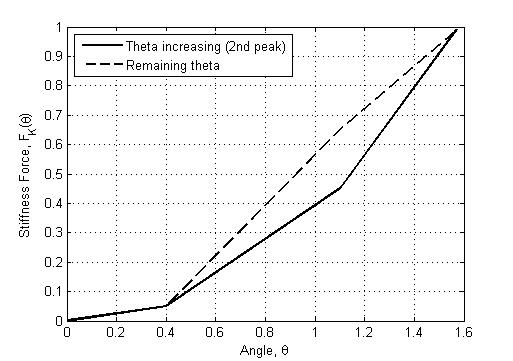 Theta increasing (2nd peak)
Remaining theta
Stiffness Force, F_K(θ)
1
0.9
0.8
0.7
0.6
0.5
0.4
0.3
0.2
0.1
0
0 0.2 0.4 0.6 0.8 1 1.2 1.4 1.6
Angle, θ